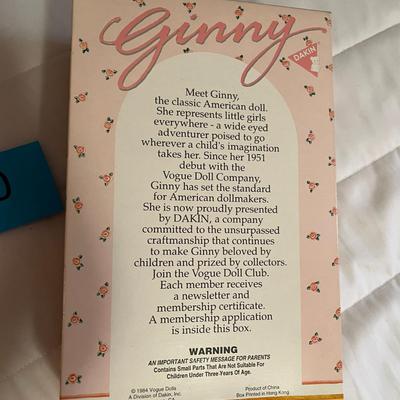 Ginny
DAKIN
Meet Ginny,
the classic American doll.
She represents little girls
everywhere - a wide eyed
adventurer poised to go
wherever a child's imagination
takes her. Since her 1951
debut with the
Vogue Doll Company,
Ginny has set the standard
for American dollmakers.
She is now proudly presented
by DAKIN, a company
committed to the unsurpassed
craftmanship that continues
to make Ginny beloved by
children and prized by collectors.
Join the Vogue Doll Club.
Each member receives
a newsletter and
membership certificate.
A membership application
is inside this box.
WARNING
AN IMPORTANT SAFETY MESSAGE FOR PARENTS
Contains Small Parts That Are Not Suitable For
Children Under Three Years Of Age.
© 1984 Vogue Dolls
A Division of Dakin, Inc.
Product of China
Box Printed in Hong Kong